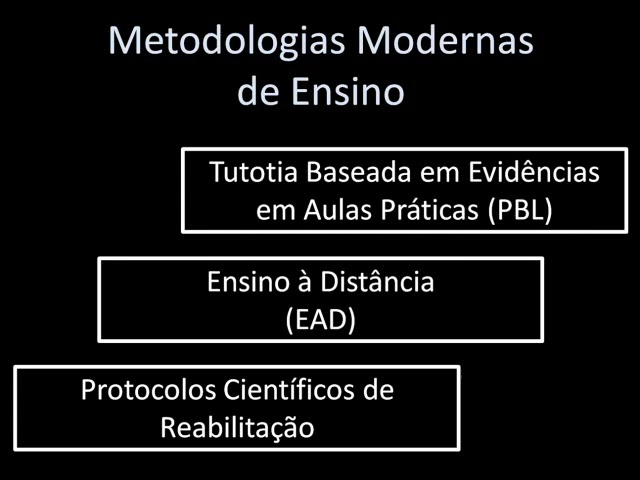 Metodologias Modernas
de Ensino
Tutotia Baseada em Evidências
em Aulas Práticas (PBL)
Ensino à Distância
(EAD)
Protocolos Científicos de
Reabilitação